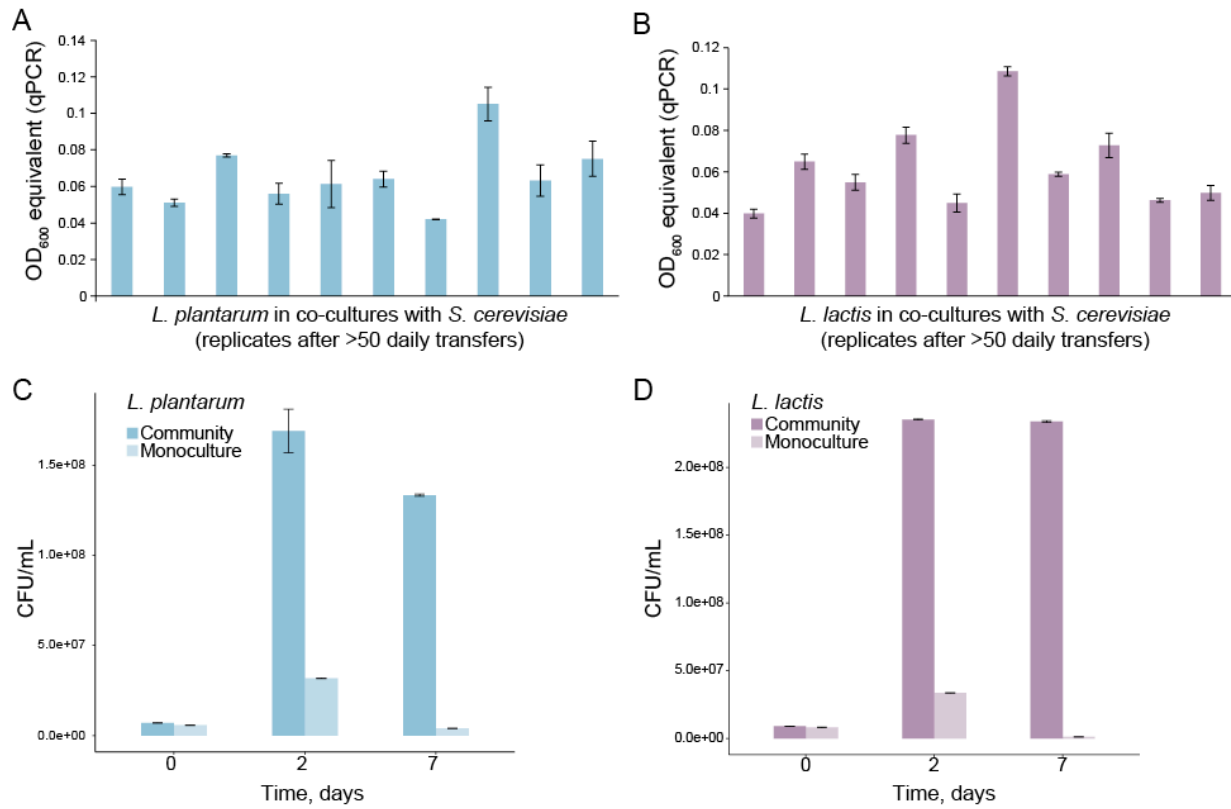 A
OD600 equivalent (qPCR)
0.14
0.12
0.1
0.08
0.06
0.04
0.02
0
L. plantarum in co-cultures with S. cerevisiae
(replicates after >50 daily transfers)
B
OD600 equivalent (qPCR)
0.12
0.1
0.08
0.06
0.04
0.02
0
L. lactis in co-cultures with S. cerevisiae
(replicates after >50 daily transfers)
C
L. plantarum
Community
Monoculture
CFU/mL
1.5e+08
1.0e+08
5.0e+07
0.0e+00
0 2 7
Time, days
D
L. lactis
Community
Monoculture
CFU/mL
2.0e+08
1.5e+08
1.0e+08
5.0e+07
0.0e+00
0 2 7
Time, days